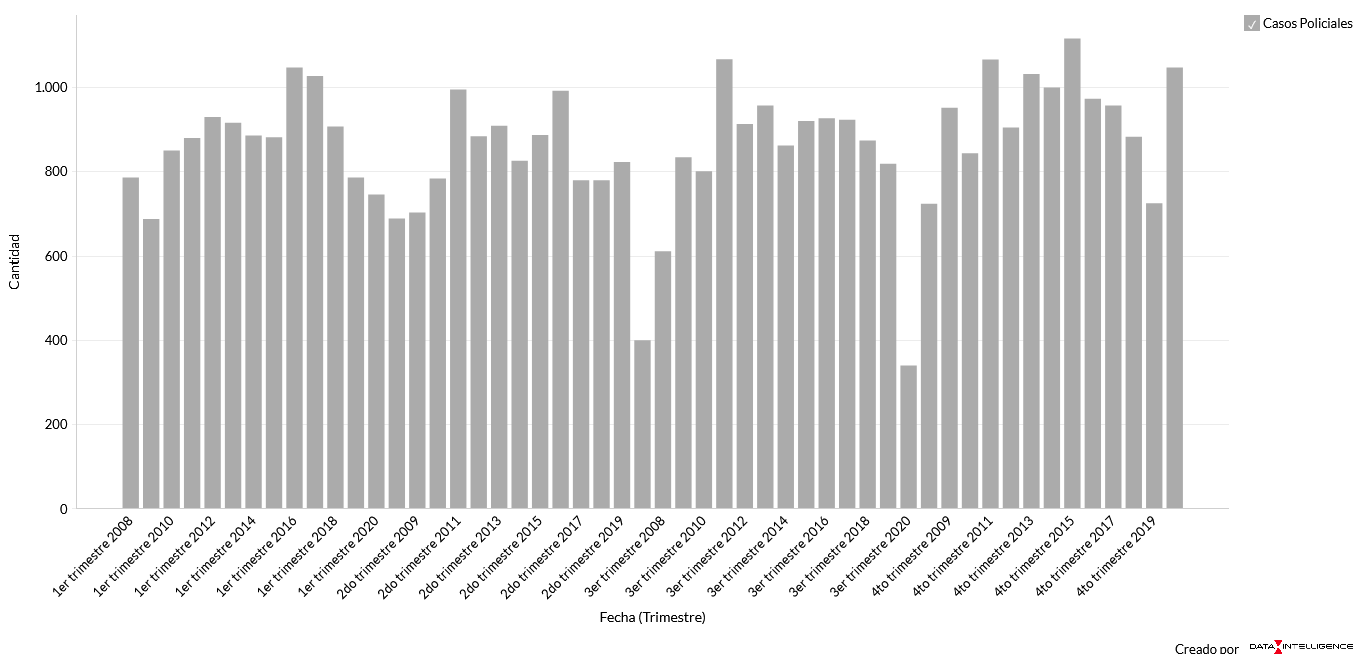 Casos Policiales
1.000
800
600
400
200
0
Cantidad
1er trimestre 2008
1er trimestre 2010
1er trimestre 2012
1er trimestre 2014
1er trimestre 2016
1er trimestre 2018
1er trimestre 2020
2do trimestre 2009
2do trimestre 2011
2do trimestre 2013
2do trimestre 2015
2do trimestre 2017
2do trimestre 2019
3er trimestre 2008
3er trimestre 2010
3er trimestre 2012
3er trimestre 2014
3er trimestre 2016
3er trimestre 2018
3er trimestre 2020
4to trimestre 2009
4to trimestre 2011
4to trimestre 2013
4to trimestre 2015
4to trimestre 2017
4to trimestre 2019
Fecha (Trimestre)
Creado por DATA INTELLIGENCE